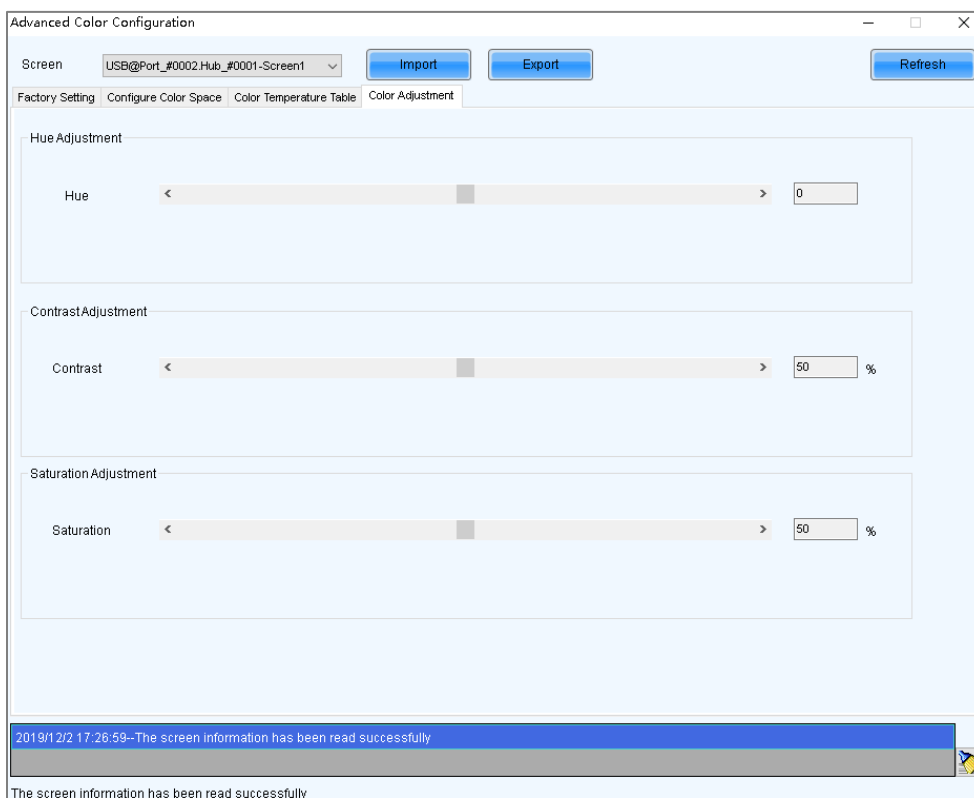 Advanced Color Configuration
Screen USB@Port_#0002.Hub_#0001-Screen1 Import Export Refresh
Factory Setting Configure Color Space Color Temperature Table Color Adjustment
Hue Adjustment
Hue 0
Contrast Adjustment
Contrast 50 %
Saturation Adjustment
Saturation 50 %
2019/12/2 17:26:59--The screen information has been read successfully
The screen information has been read successfully